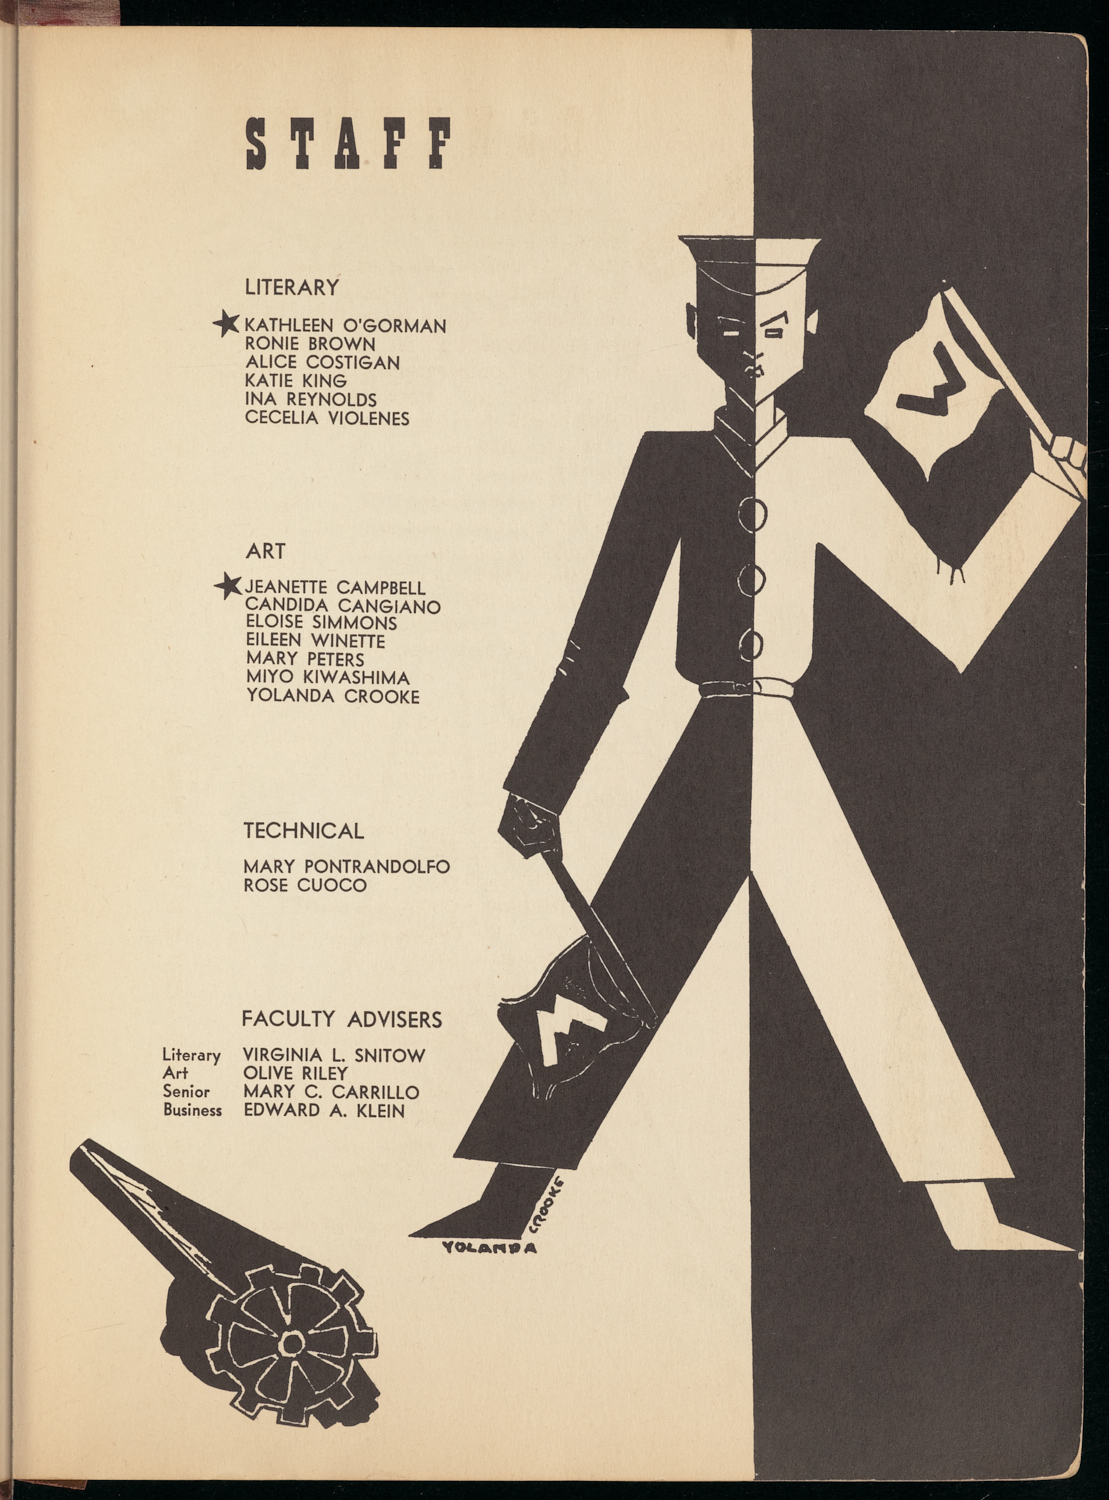 STAFF
LITERARY
★KATHLEEN O'GORMAN
RONIE BROWN
ALICE COSTIGAN
KATIE KING
INA REYNOLDS
CECELIA VIOLENES
ART
★JEANETTE CAMPBELL
CANDIDA CANGIANO
ELOISE SIMMONS
EILEEN WINETTE
MARY PETERS
MIYO KIWASHIMA
YOLANDA CROOKE
TECHNICAL
MARY PONTRANDOLFO
ROSE CUOCO
FACULTY ADVISERS
Literary VIRGINIA L. SNITOW
Art OLIVE RILEY
Senior MARY C. CARRILLO
Business EDWARD A. KLEIN
W
W
YOLANDA
CROOKE